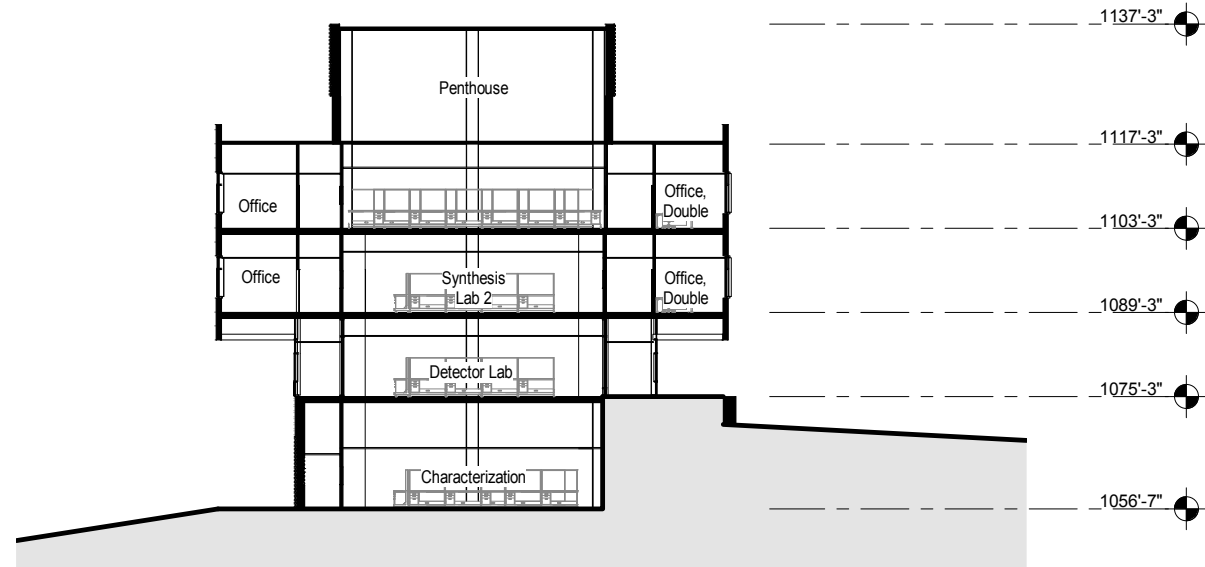 1137'-3"
Penthouse
1117'-3"
Office
Office,
Double
1103'-3"
Office
Synthesis
Lab 2
Office,
Double
1089'-3"
Detector Lab
1075'-3"
Characterization
1056'-7"